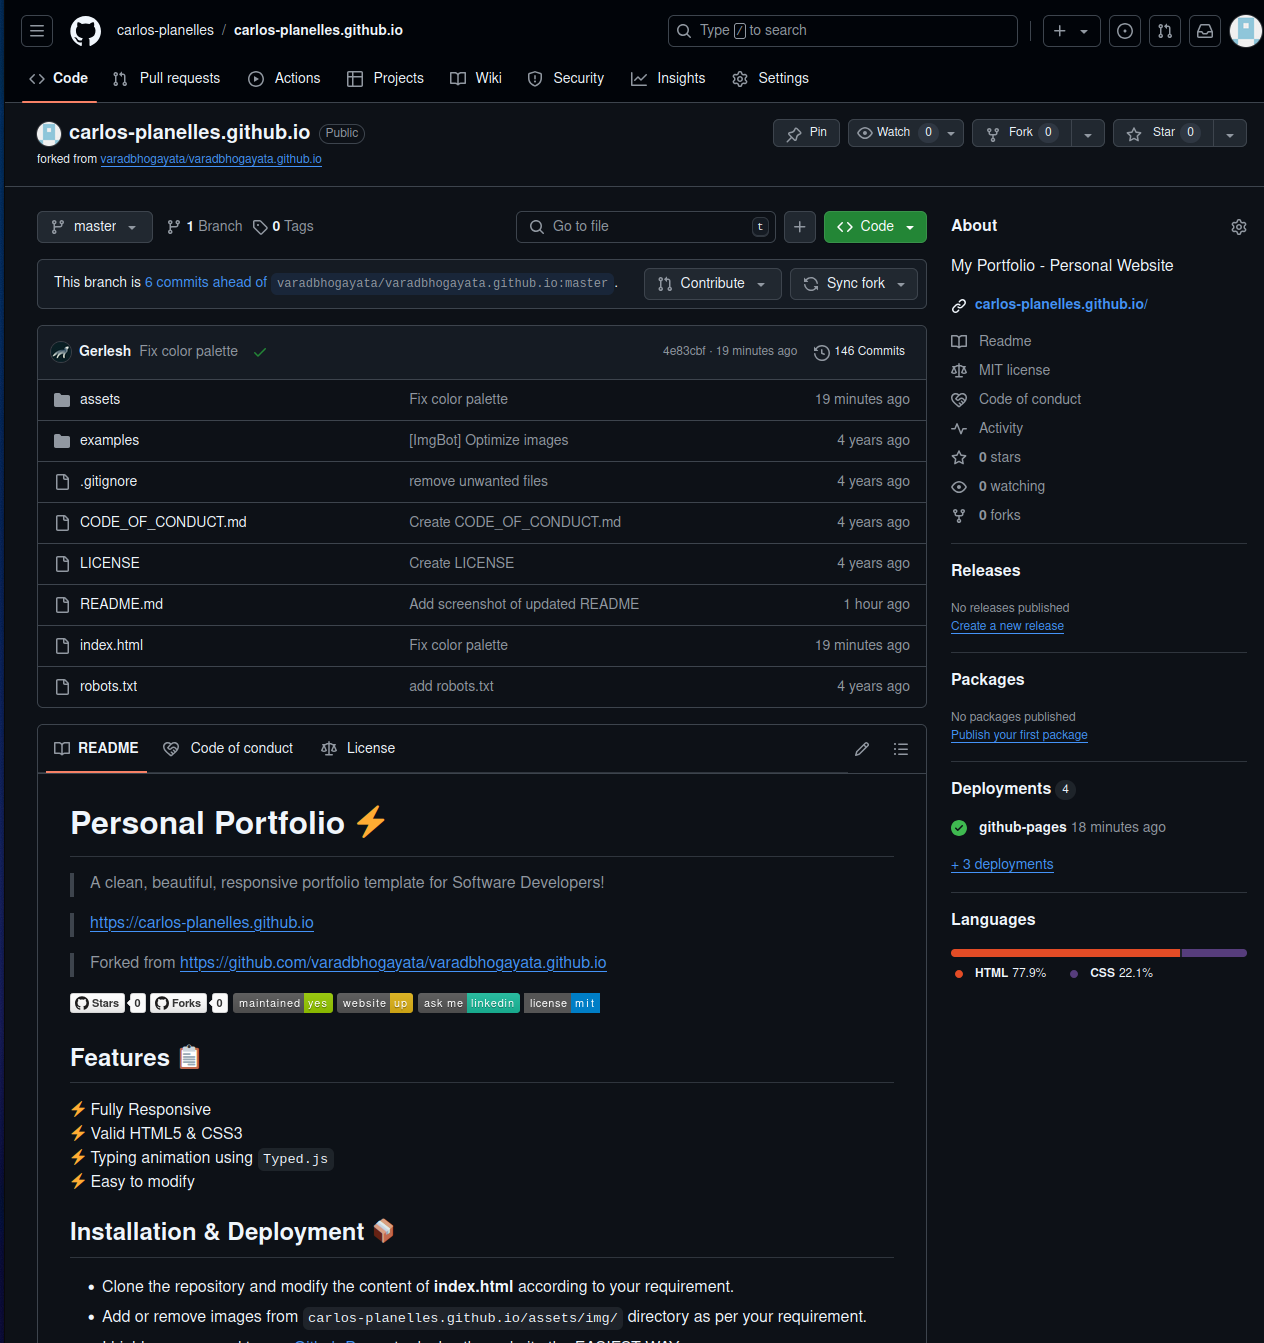 carlos-planelles / carlos-planelles.github.io
Type / to search
Code
Pull requests
Actions
Projects
Wiki
Security
Insights
Settings
carlos-planelles.github.io Public
forked from varadbhogayata/varadbhogayata.github.io
Pin
Watch 0
Fork 0
Star 0
master
1 Branch
0 Tags
Go to file t
Code
This branch is 6 commits ahead of varadbhogayata/varadbhogayata.github.io:master .
Contribute
Sync fork
Gerlesh Fix color palette
4e83cbf · 19 minutes ago
146 Commits
assets Fix color palette 19 minutes ago
examples [ImgBot] Optimize images 4 years ago
.gitignore remove unwanted files 4 years ago
CODE_OF_CONDUCT.md Create CODE_OF_CONDUCT.md 4 years ago
LICENSE Create LICENSE 4 years ago
README.md Add screenshot of updated README 1 hour ago
index.html Fix color palette 19 minutes ago
robots.txt add robots.txt 4 years ago
README
Code of conduct
License
Personal Portfolio ⚡
A clean, beautiful, responsive portfolio template for Software Developers!
https://carlos-planelles.github.io
Forked from https://github.com/varadbhogayata/varadbhogayata.github.io
Stars 0 Forks 0 maintained yes website up ask me linkedin license mit
Features 📋
⚡ Fully Responsive
⚡ Valid HTML5 & CSS3
⚡ Typing animation using Typed.js
⚡ Easy to modify
Installation & Deployment 📦
• Clone the repository and modify the content of index.html according to your requirement.
• Add or remove images from carlos-planelles.github.io/assets/img/ directory as per your requirement.
About
My Portfolio - Personal Website
carlos-planelles.github.io/
Readme
MIT license
Code of conduct
Activity
0 stars
0 watching
0 forks
Releases
No releases published
Create a new release
Packages
No packages published
Publish your first package
Deployments 4
github-pages 18 minutes ago
+ 3 deployments
Languages
HTML 77.9%
CSS 22.1%